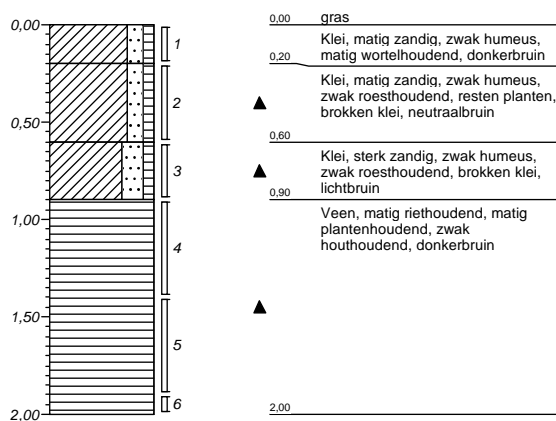 0,00
0,50
1,00
1,50
2,00
1
2
3
4
5
6
0,00
gras
Klei, matig zandig, zwak humeus,
matig wortelhoudend, donkerbruin
0,20
Klei, matig zandig, zwak humeus,
zwak roesthoudend, resten planten,
brokken klei, neutraalbruin
0,60
Klei, sterk zandig, zwak humeus,
zwak roesthoudend, brokken klei,
lichtbruin
0,90
Veen, matig riethoudend, matig
plantenhoudend, zwak
houthoudend, donkerbruin
2,00